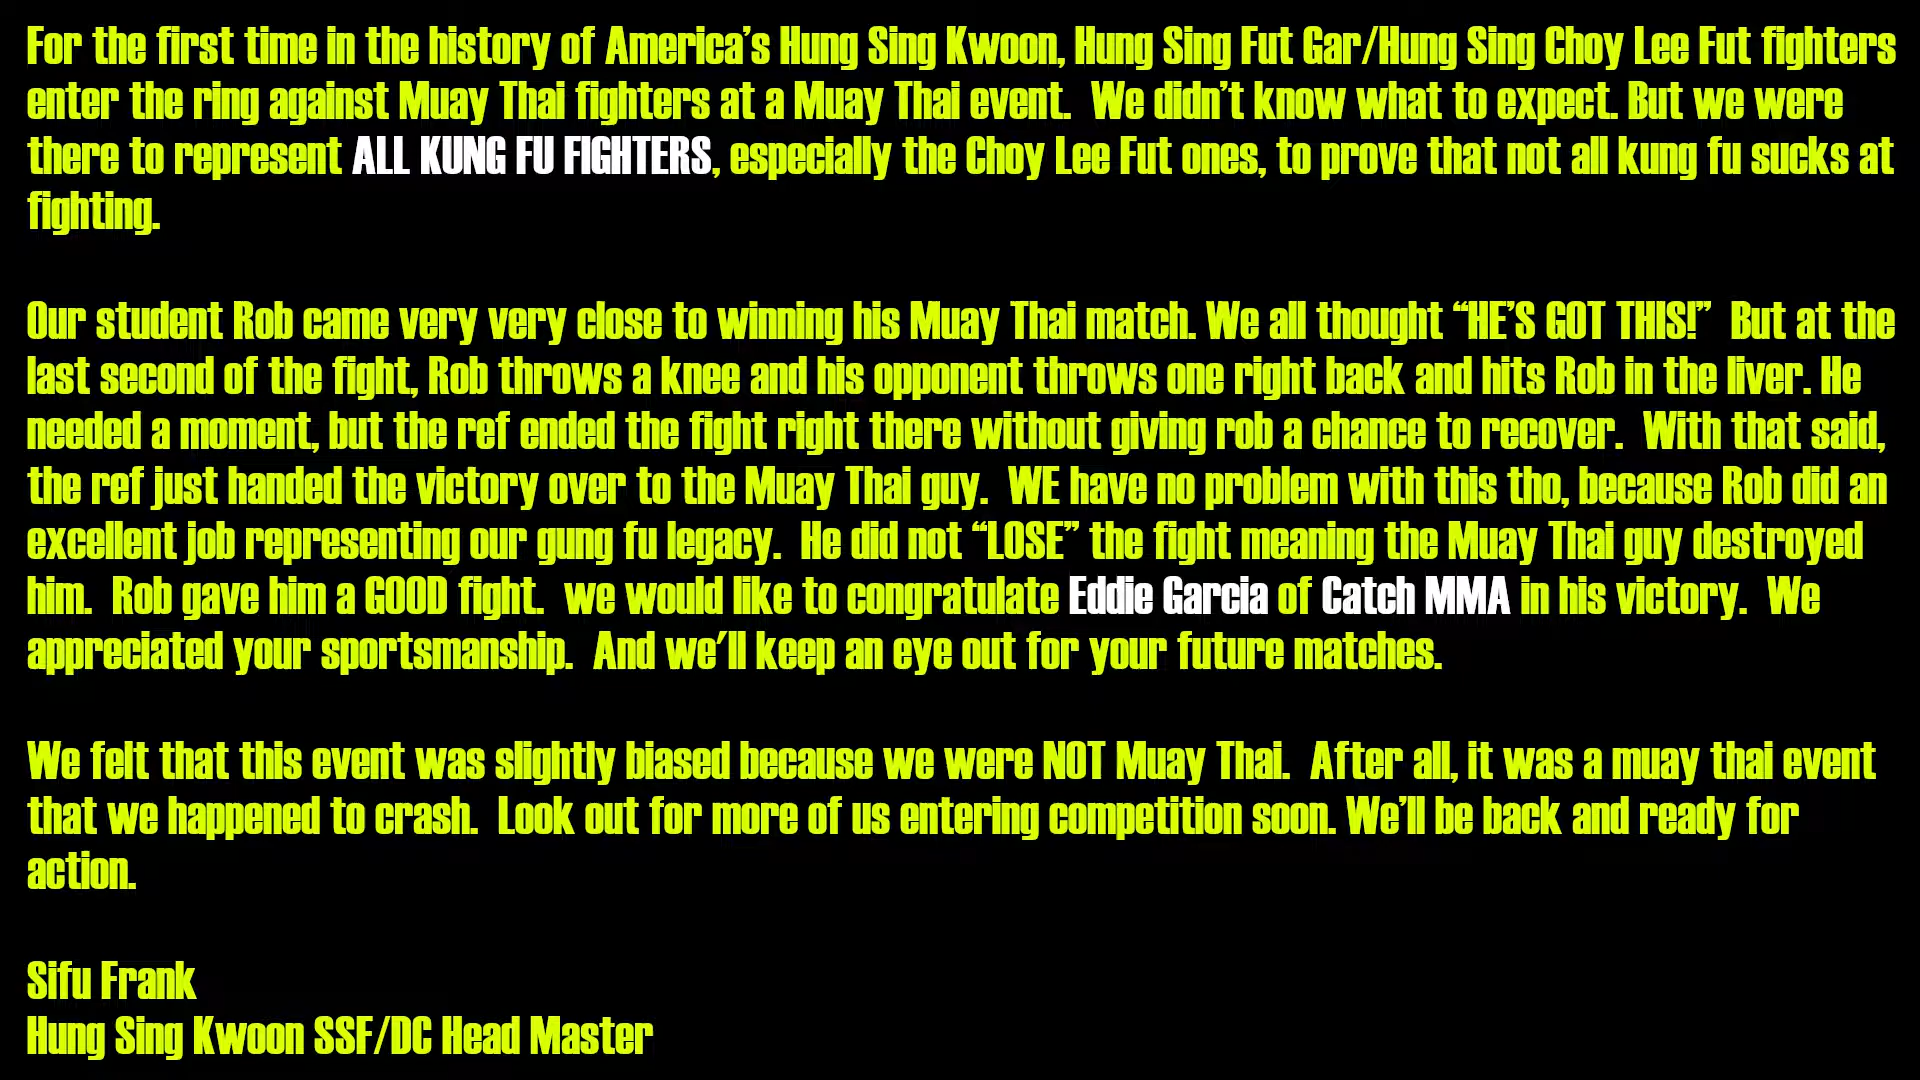 For the first time in the history of America’s Hung Sing Kwoon, Hung Sing Fut Gar/Hung Sing Choy Lee Fut fighters
enter the ring against Muay Thai fighters at a Muay Thai event.  We didn’t know what to expect. But we were
there to represent ALL KUNG FU FIGHTERS, especially the Choy Lee Fut ones, to prove that not all kung fu sucks at
fighting.
Our student Rob came very very close to winning his Muay Thai match. We all thought “HE’S GOT THIS!”  But at the
last second of the fight, Rob throws a knee and his opponent throws one right back and hits Rob in the liver. He
needed a moment, but the ref ended the fight right there without giving rob a chance to recover.  With that said,
the ref just handed the victory over to the Muay Thai guy.  WE have no problem with this tho, because Rob did an
excellent job representing our gung fu legacy.  He did not “LOSE” the fight meaning the Muay Thai guy destroyed
him.  Rob gave him a GOOD fight.  we would like to congratulate Eddie Garcia of Catch MMA in his victory.  We
appreciated your sportsmanship.  And we'll keep an eye out for your future matches.
We felt that this event was slightly biased because we were NOT Muay Thai.  After all, it was a muay thai event
that we happened to crash.  Look out for more of us entering competition soon. We’ll be back and ready for
action.
Sifu Frank
Hung Sing Kwoon SSF/DC Head Master